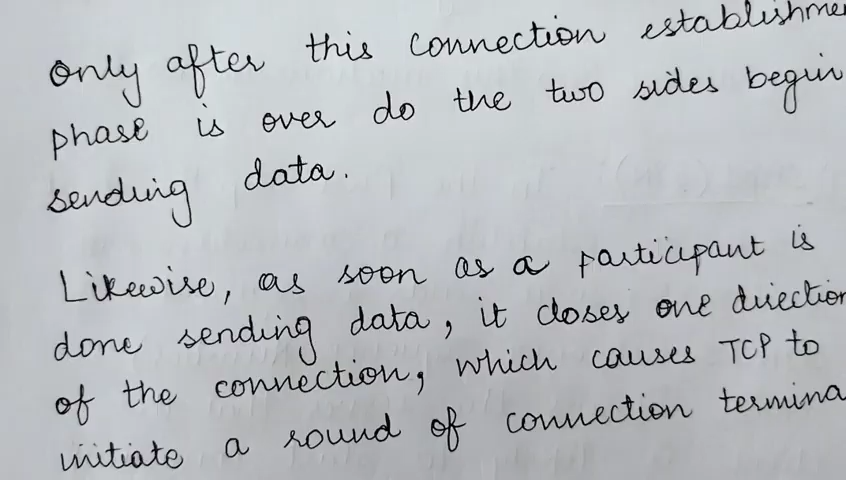 only after this connection establishme
phase is over do the two sides begin
sending data.
Likewise, as soon as a participant is
done sending data, it closes one direction
of the connection, which causes TCP to
initiate a round of connection termina